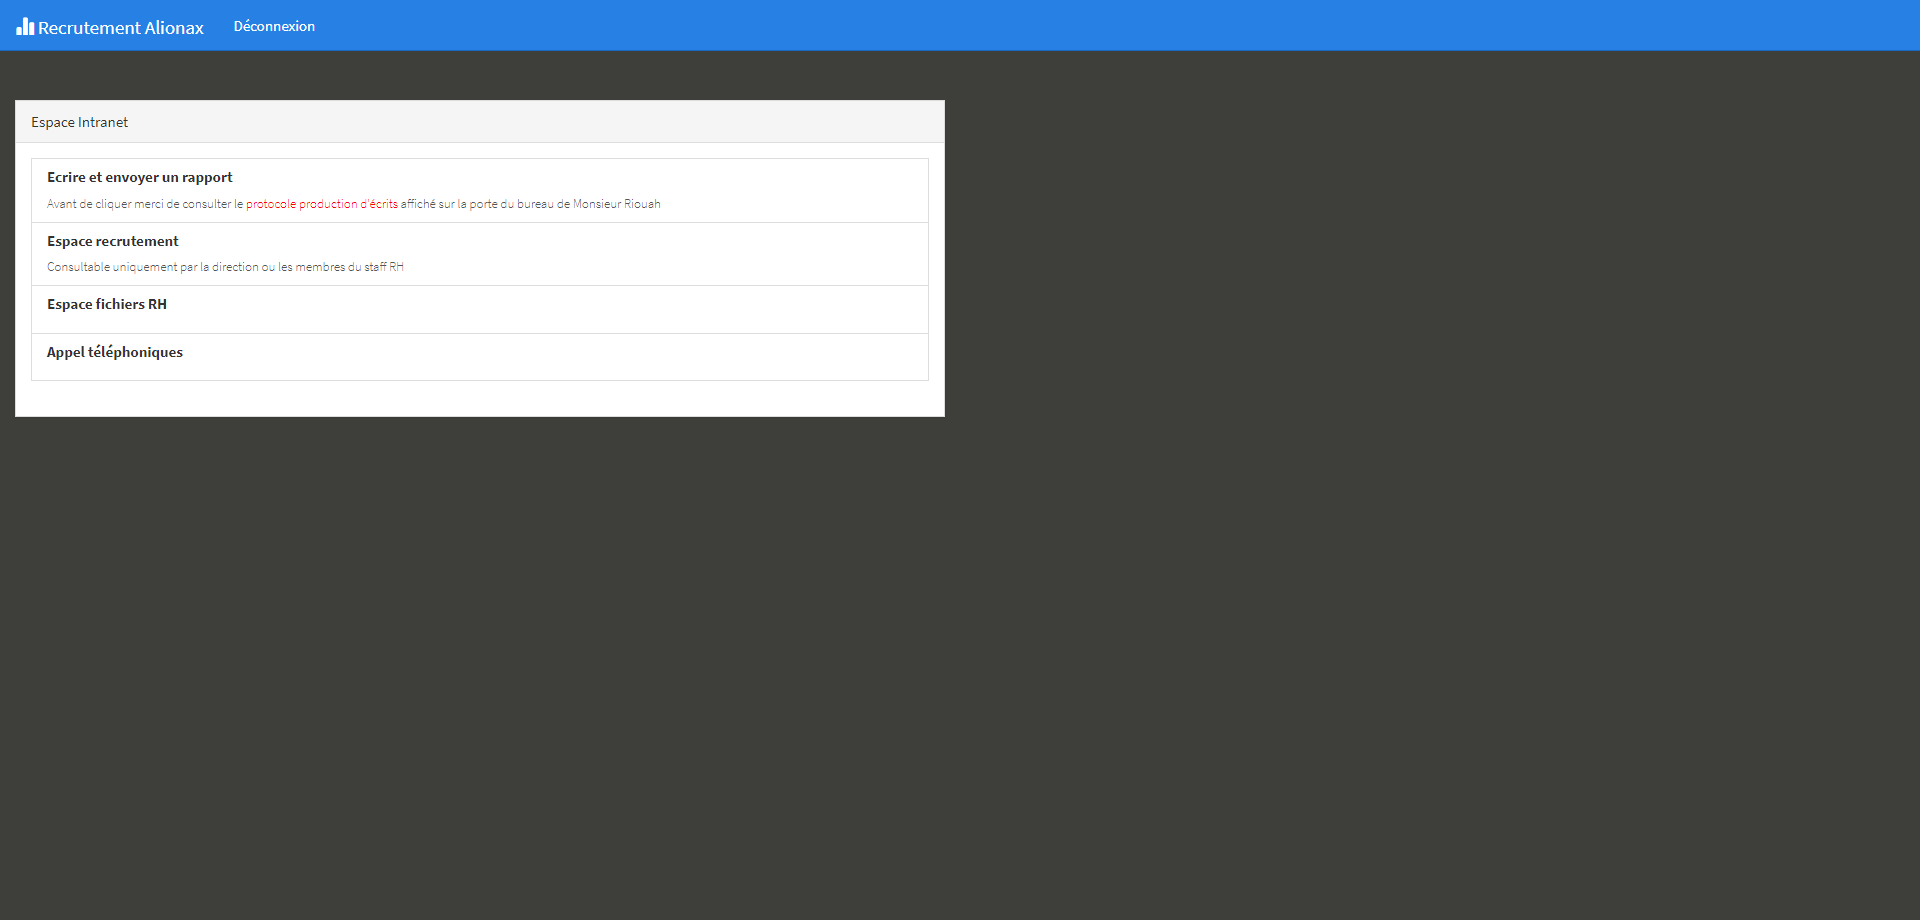 Recrutement Alionax
Déconnexion
Espace Intranet
Ecrire et envoyer un rapport
Avant de cliquer merci de consulter le protocole production d'écrits affiché sur la porte du bureau de Monsieur Riouah
Espace recrutement
Consultable uniquement par la direction ou les membres du staff RH
Espace fichiers RH
Appel téléphoniques